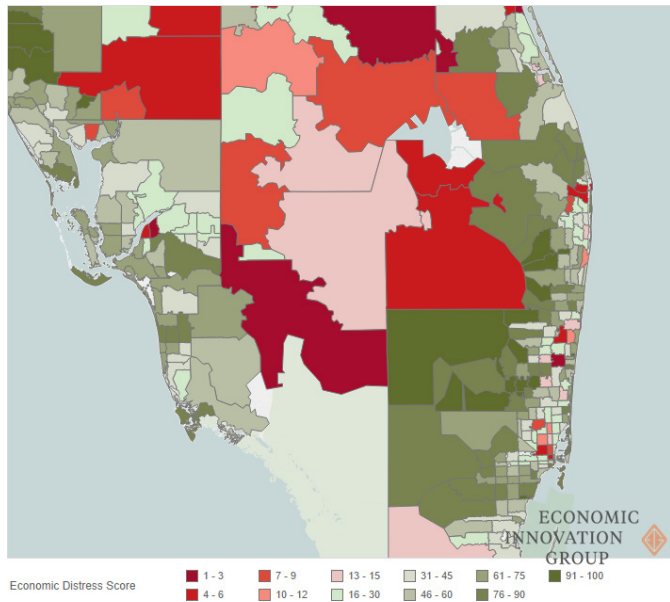 ECONOMIC
INNOVATION
GROUP
Economic Distress Score
1 - 3
7 - 9
13 - 15
31 - 45
61 - 75
91 - 100
4 - 6
10 - 12
16 - 30
46 - 60
76 - 90